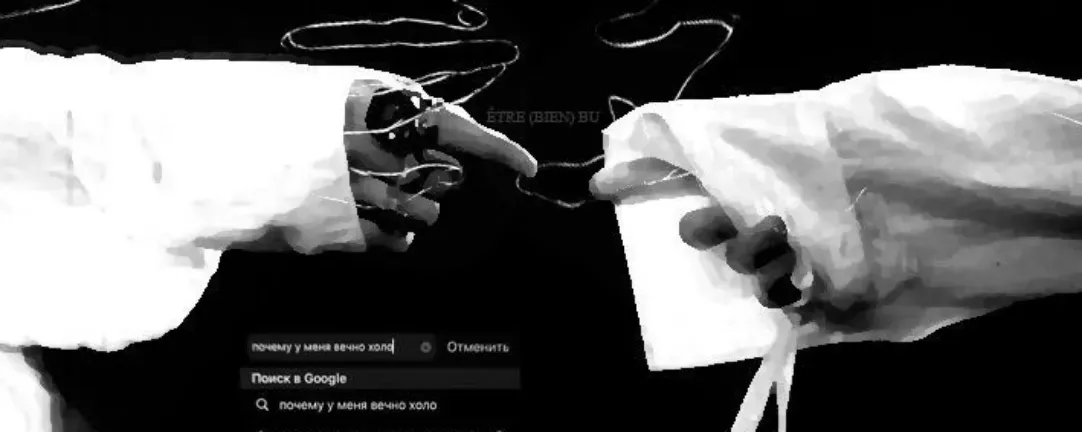 ÊTRE (BIEN) BU
почему у меня вечно холо
Отменить
Поиск в Google
почему у меня вечно холо